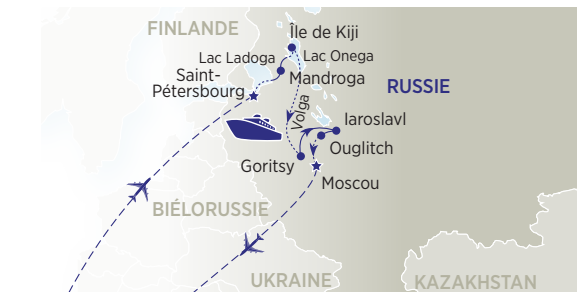 FINLANDE
Île de Kiji
Lac Ladoga
Lac Onega
Saint-
Pétersbourg
Mandroga
RUSSIE
Volga
Iaroslavl
Ouglitch
Goritsy
Moscou
BIÉLORUSSIE
UKRAINE
KAZAKHSTAN